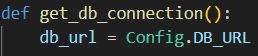 def get_db_connection():
    db_url = Config.DB_URL